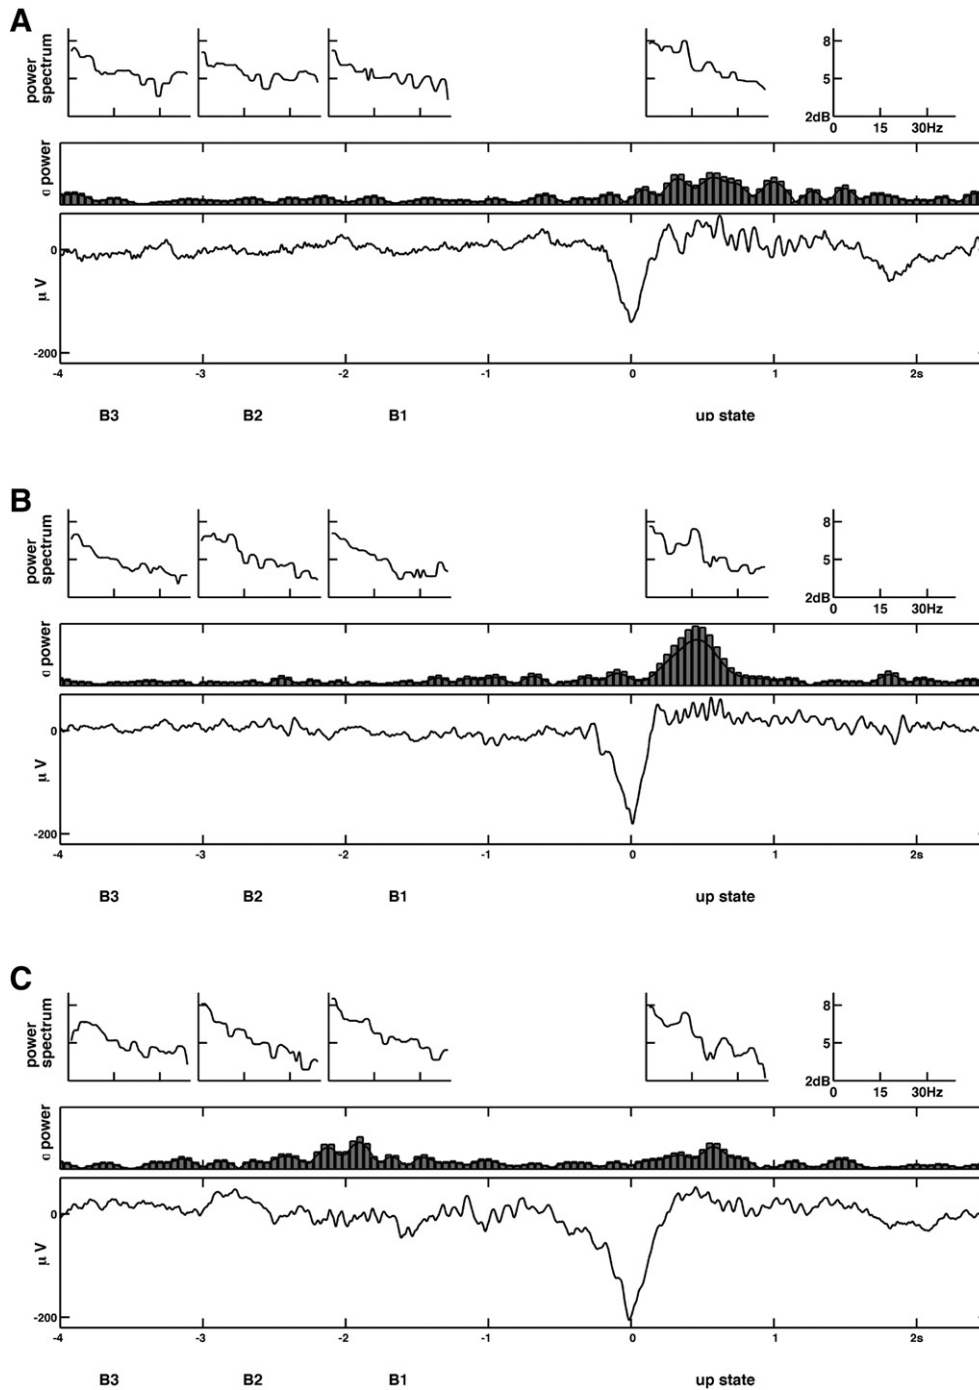 A
power
spectrum
8
5
2dB
0 15 30Hz
σ power
μ V
0
-200
-4 -3 -2 -1 0 1 2s
B3 B2 B1 up state
B
power
spectrum
8
5
2dB
0 15 30Hz
σ power
μ V
0
-200
-4 -3 -2 -1 0 1 2s
B3 B2 B1 up state
C
power
spectrum
8
5
2dB
0 15 30Hz
σ power
μ V
0
-200
-4 -3 -2 -1 0 1 2s
B3 B2 B1 up state